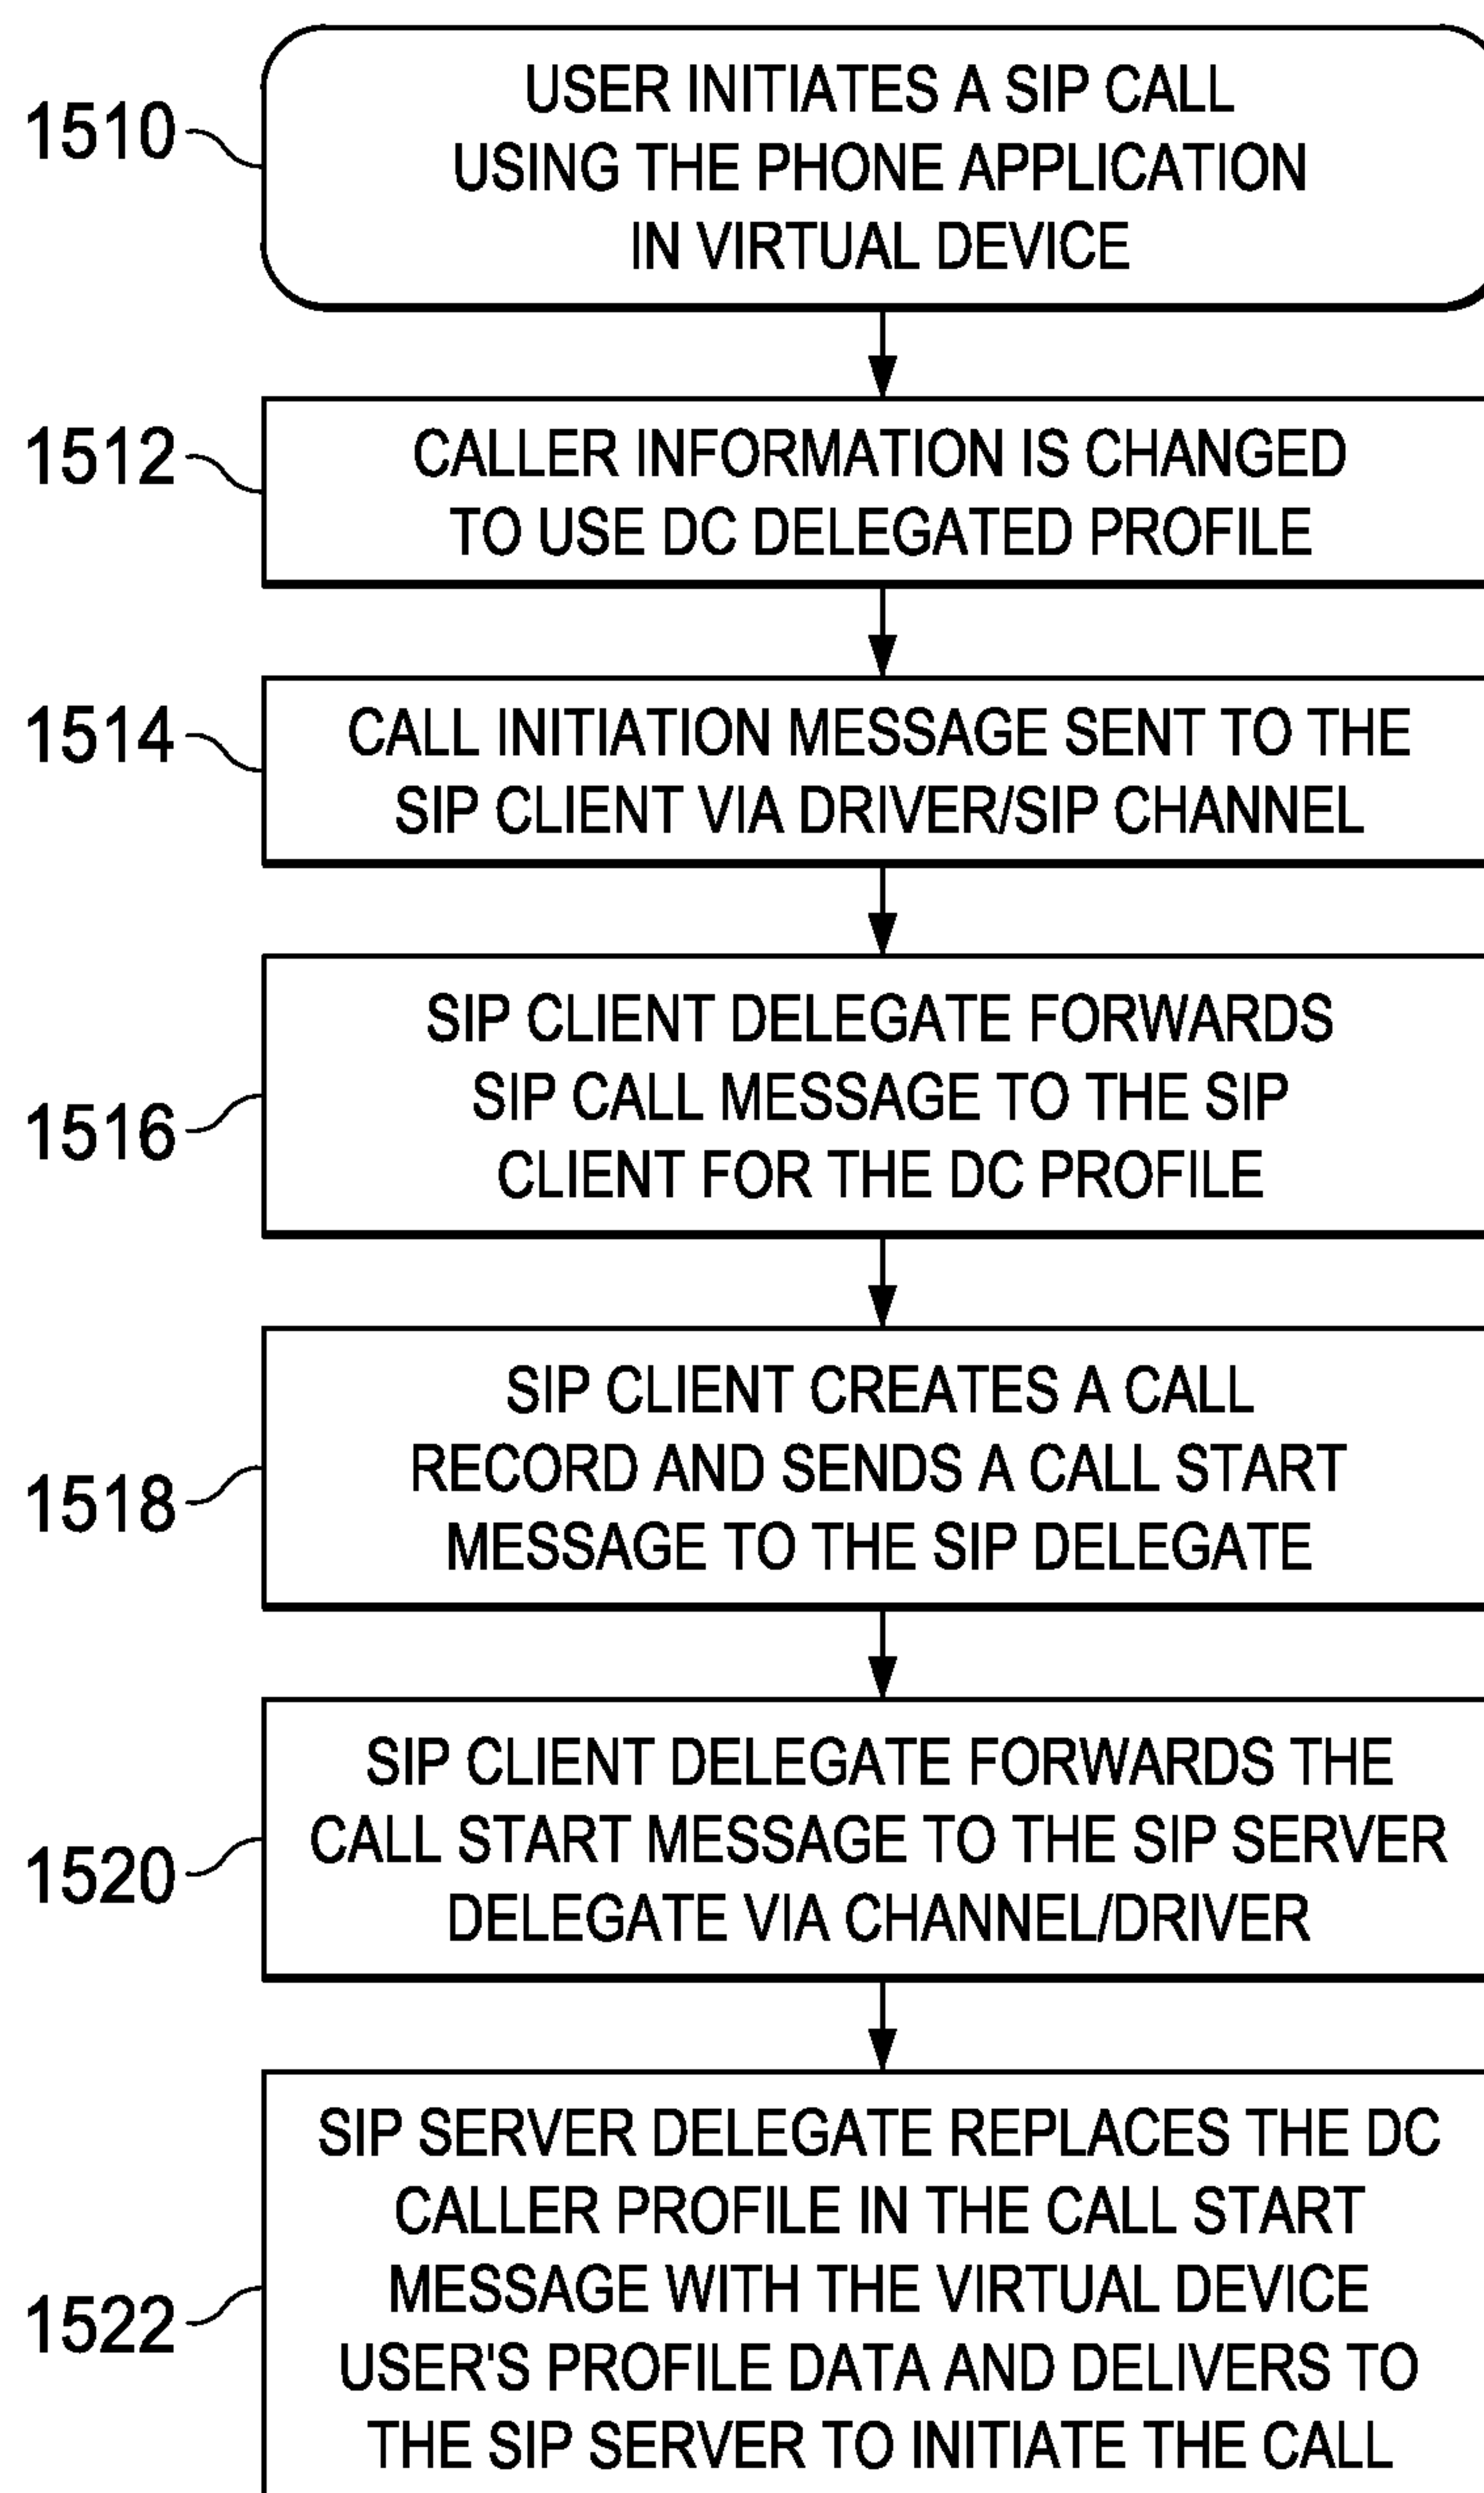 1510
USER INITIATES A SIP CALL
USING THE PHONE APPLICATION
IN VIRTUAL DEVICE
1512
CALLER INFORMATION IS CHANGED
TO USE DC DELEGATED PROFILE
1514
CALL INITIATION MESSAGE SENT TO THE
SIP CLIENT VIA DRIVER/SIP CHANNEL
1516
SIP CLIENT DELEGATE FORWARDS
SIP CALL MESSAGE TO THE SIP
CLIENT FOR THE DC PROFILE
1518
SIP CLIENT CREATES A CALL
RECORD AND SENDS A CALL START
MESSAGE TO THE SIP DELEGATE
1520
SIP CLIENT DELEGATE FORWARDS THE
CALL START MESSAGE TO THE SIP SERVER
DELEGATE VIA CHANNEL/DRIVER
1522
SIP SERVER DELEGATE REPLACES THE DC
CALLER PROFILE IN THE CALL START
MESSAGE WITH THE VIRTUAL DEVICE
USER'S PROFILE DATA AND DELIVERS TO
THE SIP SERVER TO INITIATE THE CALL